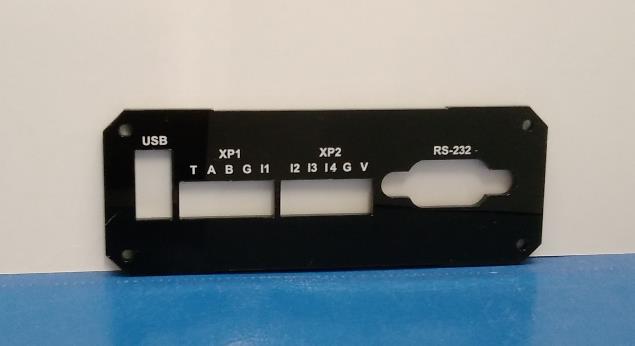 USB
XP1
T A B G I1
XP2
I2 I3 I4 G V
RS-232